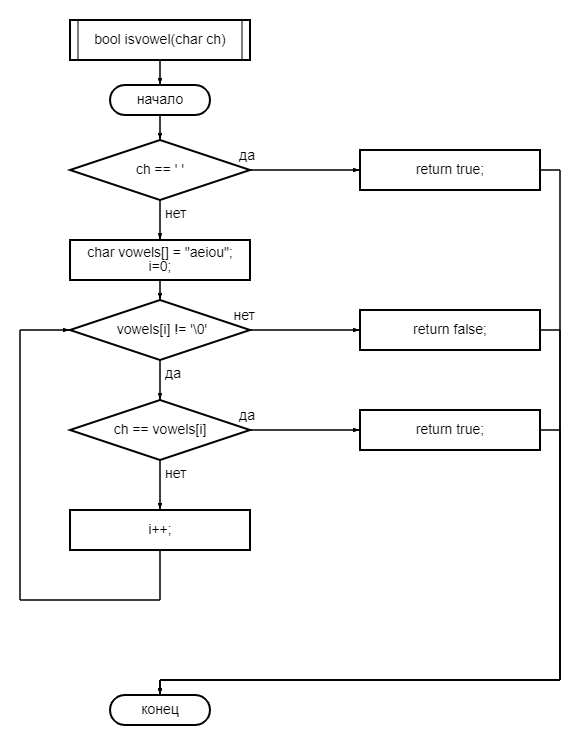 bool isvowel(char ch)
начало
ch == ' '
да
return true;
нет
char vowels[] = "aeiou";
i=0;
vowels[i] != '\0'
нет
return false;
да
ch == vowels[i]
да
return true;
нет
i++;
конец